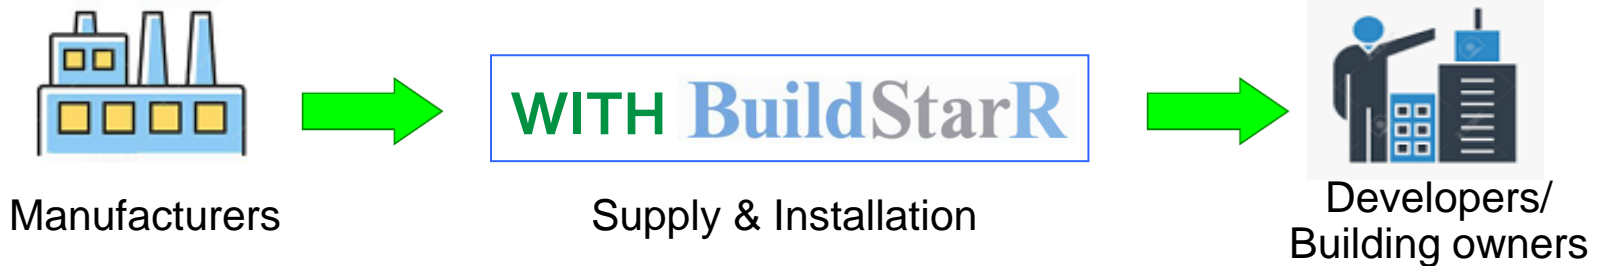 WITH BuildStarR
Manufacturers
Supply & Installation
Developers/
Building owners